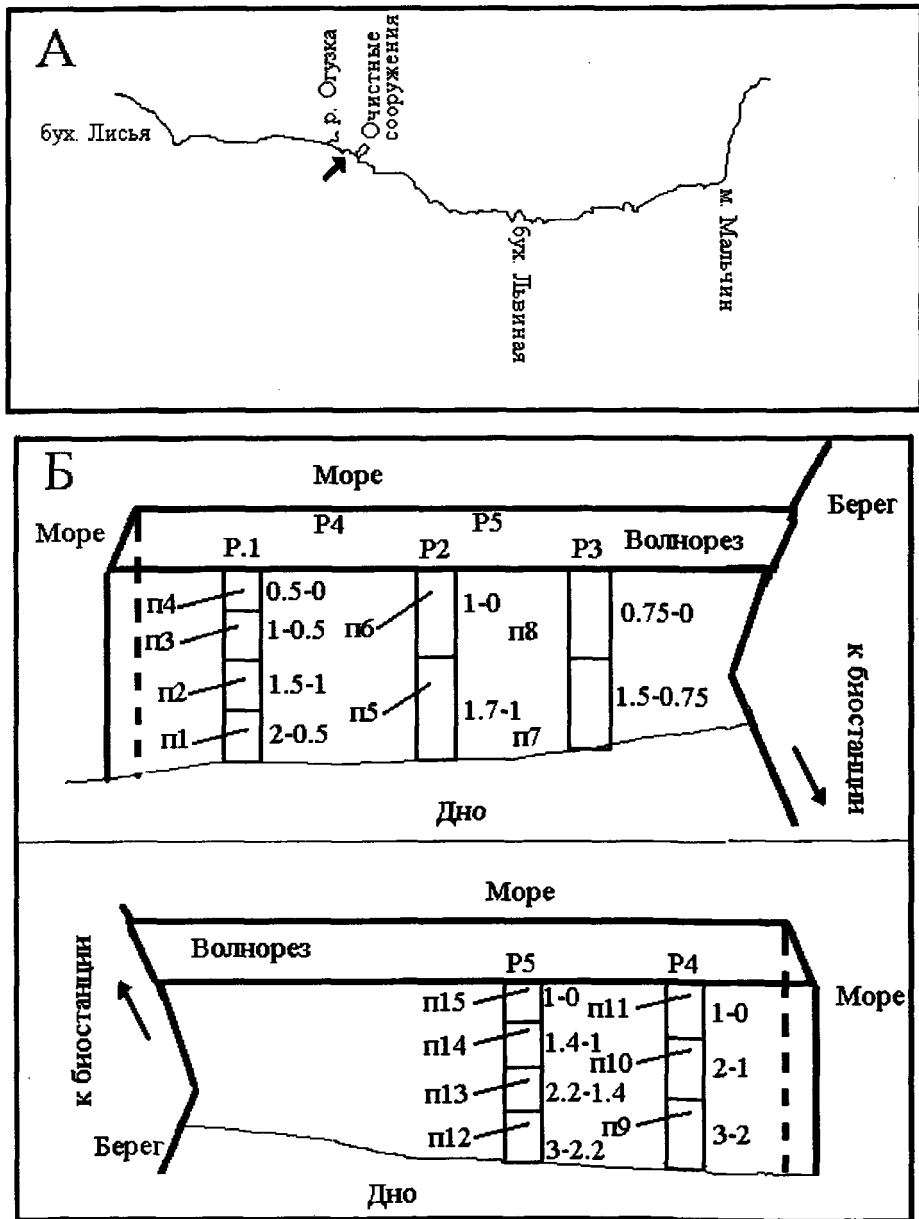 А
бух. Лисья
р. Отузка
Очистные
сооружения
бух. Львиная
м. Мальчин
Б
Море
Море
Берег
Р4
Р5
Р.1
Р2
Р3
Волнорез
п4
0.5-0
п3
1-0.5
п6
1-0
п8
0.75-0
п2
1.5-1
п5
1.7-1
1.5-0.75
п1
2-0.5
п7
к биостанции
Дно
Море
Волнорез
к биостанции
Р5
Р4
Море
п15
1-0
п11
1-0
п14
1.4-1
п10
2-1
п13
2.2-1.4
п12
3-2.2
п9
3-2
Берег
Дно